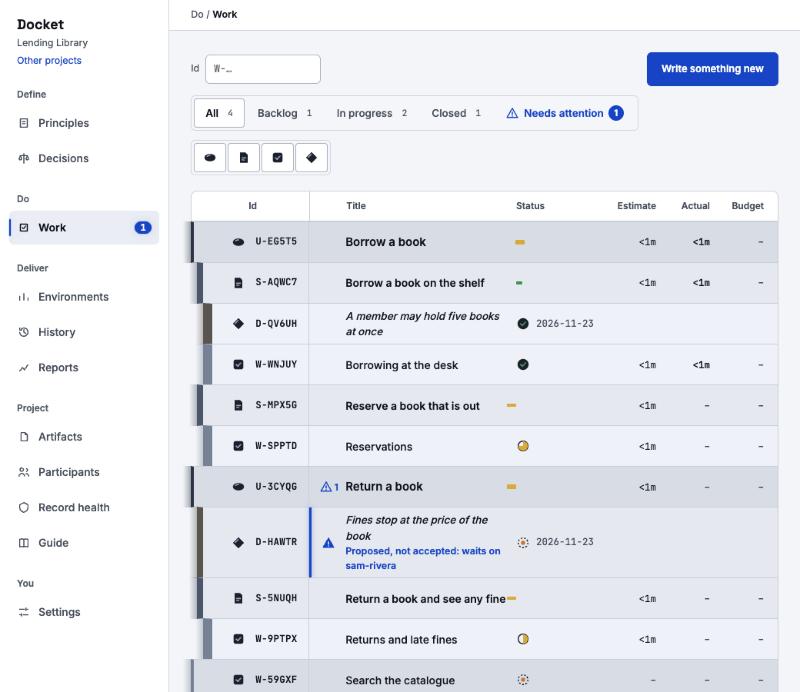 Docket
Lending Library
Other projects
Define
Principles
Decisions
Do
Work 1
Deliver
Environments
History
Reports
Project
Artifacts
Participants
Record health
Guide
You
Settings
Do / Work
Id W-…
Write something new
All 4 Backlog 1 In progress 2 Closed 1 Needs attention 1
Id Title Status Estimate Actual Budget
U-EG5T5 Borrow a book <1m <1m –
S-AQWC7 Borrow a book on the shelf <1m <1m –
D-QV6UH A member may hold five books
at once 2026-11-23
W-WNJUY Borrowing at the desk <1m <1m –
S-MPX5G Reserve a book that is out <1m – –
W-SPPTD Reservations <1m – –
U-3CYQG 1 Return a book <1m – –
D-HAWTR Fines stop at the price of the
book
Proposed, not accepted: waits on
sam-rivera 2026-11-23
S-5NUQH Return a book and see any fine <1m – –
W-9PTPX Returns and late fines <1m – –
W-59GXF Search the catalogue – – –